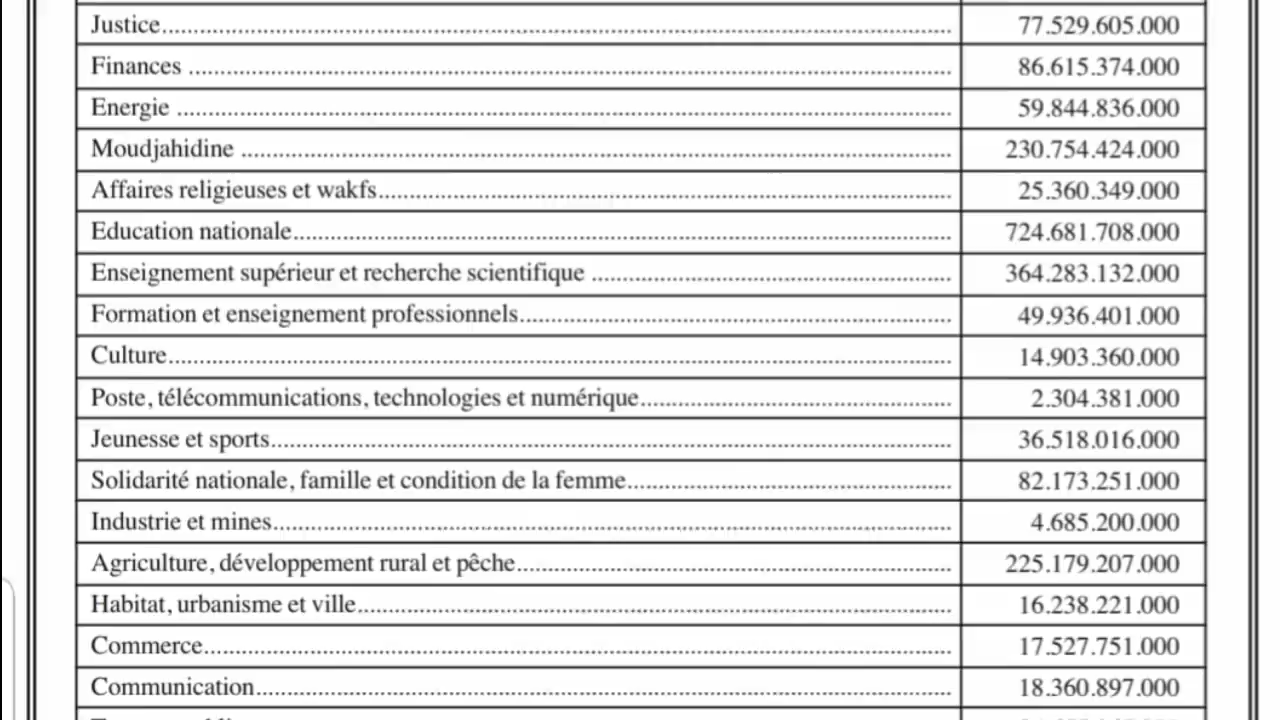 Justice.......... 77.529.605.000
Finances .......... 86.615.374.000
Energie .......... 59.844.836.000
Moudjahidine .......... 230.754.424.000
Affaires religieuses et wakfs.......... 25.360.349.000
Education nationale.......... 724.681.708.000
Enseignement supérieur et recherche scientifique .......... 364.283.132.000
Formation et enseignement professionnels.......... 49.936.401.000
Culture.......... 14.903.360.000
Poste, télécommunications, technologies et numérique.......... 2.304.381.000
Jeunesse et sports.......... 36.518.016.000
Solidarité nationale, famille et condition de la femme.......... 82.173.251.000
Industrie et mines.......... 4.685.200.000
Agriculture, développement rural et pêche.......... 225.179.207.000
Habitat, urbanisme et ville.......... 16.238.221.000
Commerce.......... 17.527.751.000
Communication.......... 18.360.897.000